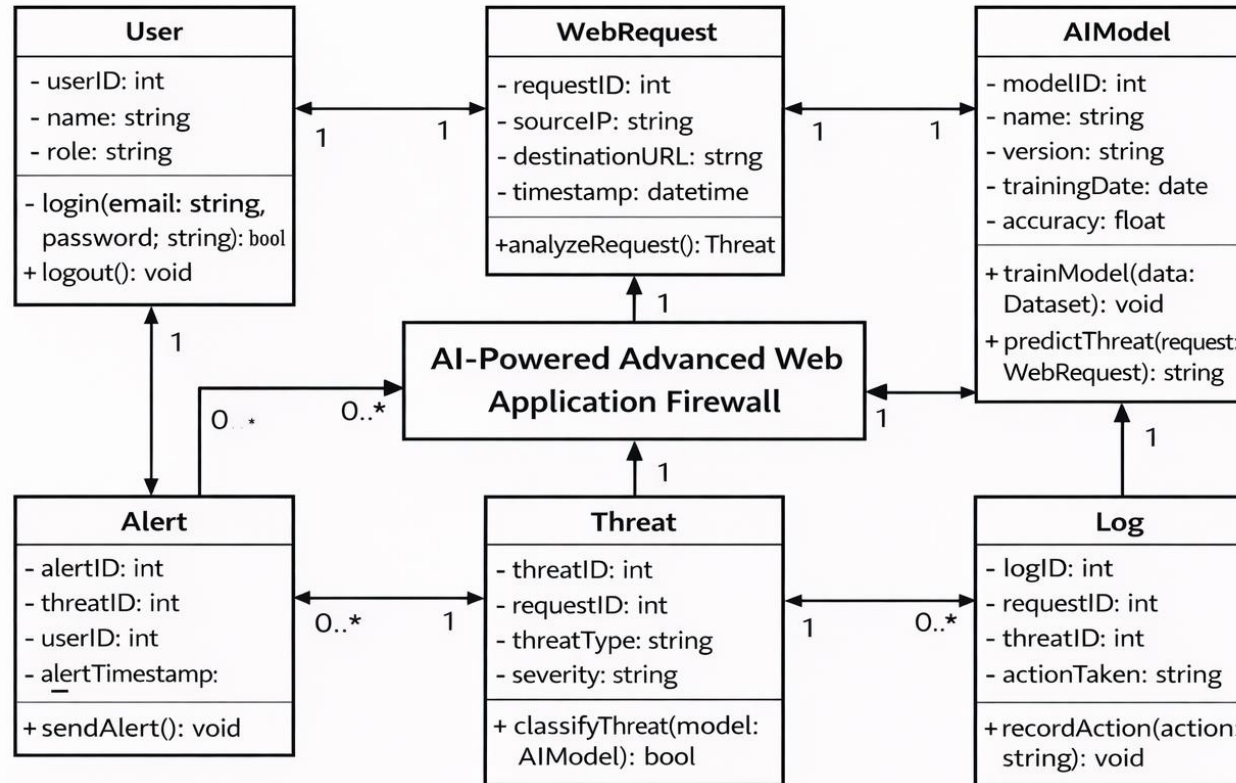 User
- userID: int
- name: string
- role: string
- login(email: string,
password; string): bool
+ logout(): void
WebRequest
- requestID: int
- sourceIP: string
- destinationURL: strng
- timestamp: datetime
+analyzeRequest(): Threat
AIModel
- modelID: int
- name: string
- version: string
- trainingDate: date
- accuracy: float
+ trainModel(data:
Dataset): void
+ predictThreat(request:
WebRequest): string
1
1
1
1
1
1
AI-Powered Advanced Web
Application Firewall
0..*
0..*
1
1
1
Alert
- alertID: int
- threatID: int
- userID: int
- alertTimestamp:
+ sendAlert(): void
0..*
1
Threat
- threatID: int
- requestID: int
- threatType: string
- severity: string
+ classifyThreat(model:
AIModel): bool
1
0..*
Log
- logID: int
- requestID: int
- threatID: int
- actionTaken: string
+ recordAction(action:
string): void